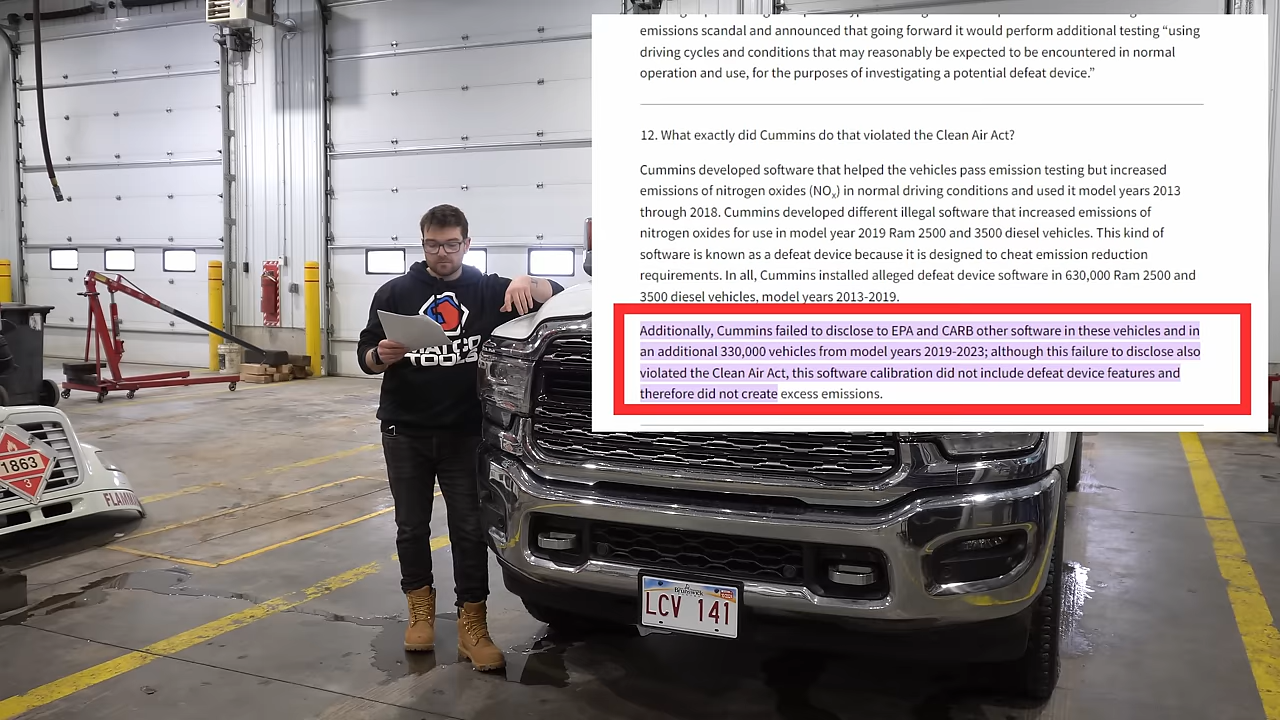 emissions scandal and announced that going forward it would perform additional testing “using
driving cycles and conditions that may reasonably be expected to be encountered in normal
operation and use, for the purposes of investigating a potential defeat device.”
12. What exactly did Cummins do that violated the Clean Air Act?
Cummins developed software that helped the vehicles pass emission testing but increased
emissions of nitrogen oxides (NOx) in normal driving conditions and used it model years 2013
through 2018. Cummins developed different illegal software that increased emissions of
nitrogen oxides for use in model year 2019 Ram 2500 and 3500 diesel vehicles. This kind of
software is known as a defeat device because it is designed to cheat emission reduction
requirements. In all, Cummins installed alleged defeat device software in 630,000 Ram 2500 and
3500 diesel vehicles, model years 2013-2019.
Additionally, Cummins failed to disclose to EPA and CARB other software in these vehicles and in
an additional 330,000 vehicles from model years 2019-2023; although this failure to disclose also
violated the Clean Air Act, this software calibration did not include defeat device features and
therefore did not create excess emissions.
TOOLS
1863
3
FLAMM
LCV 141